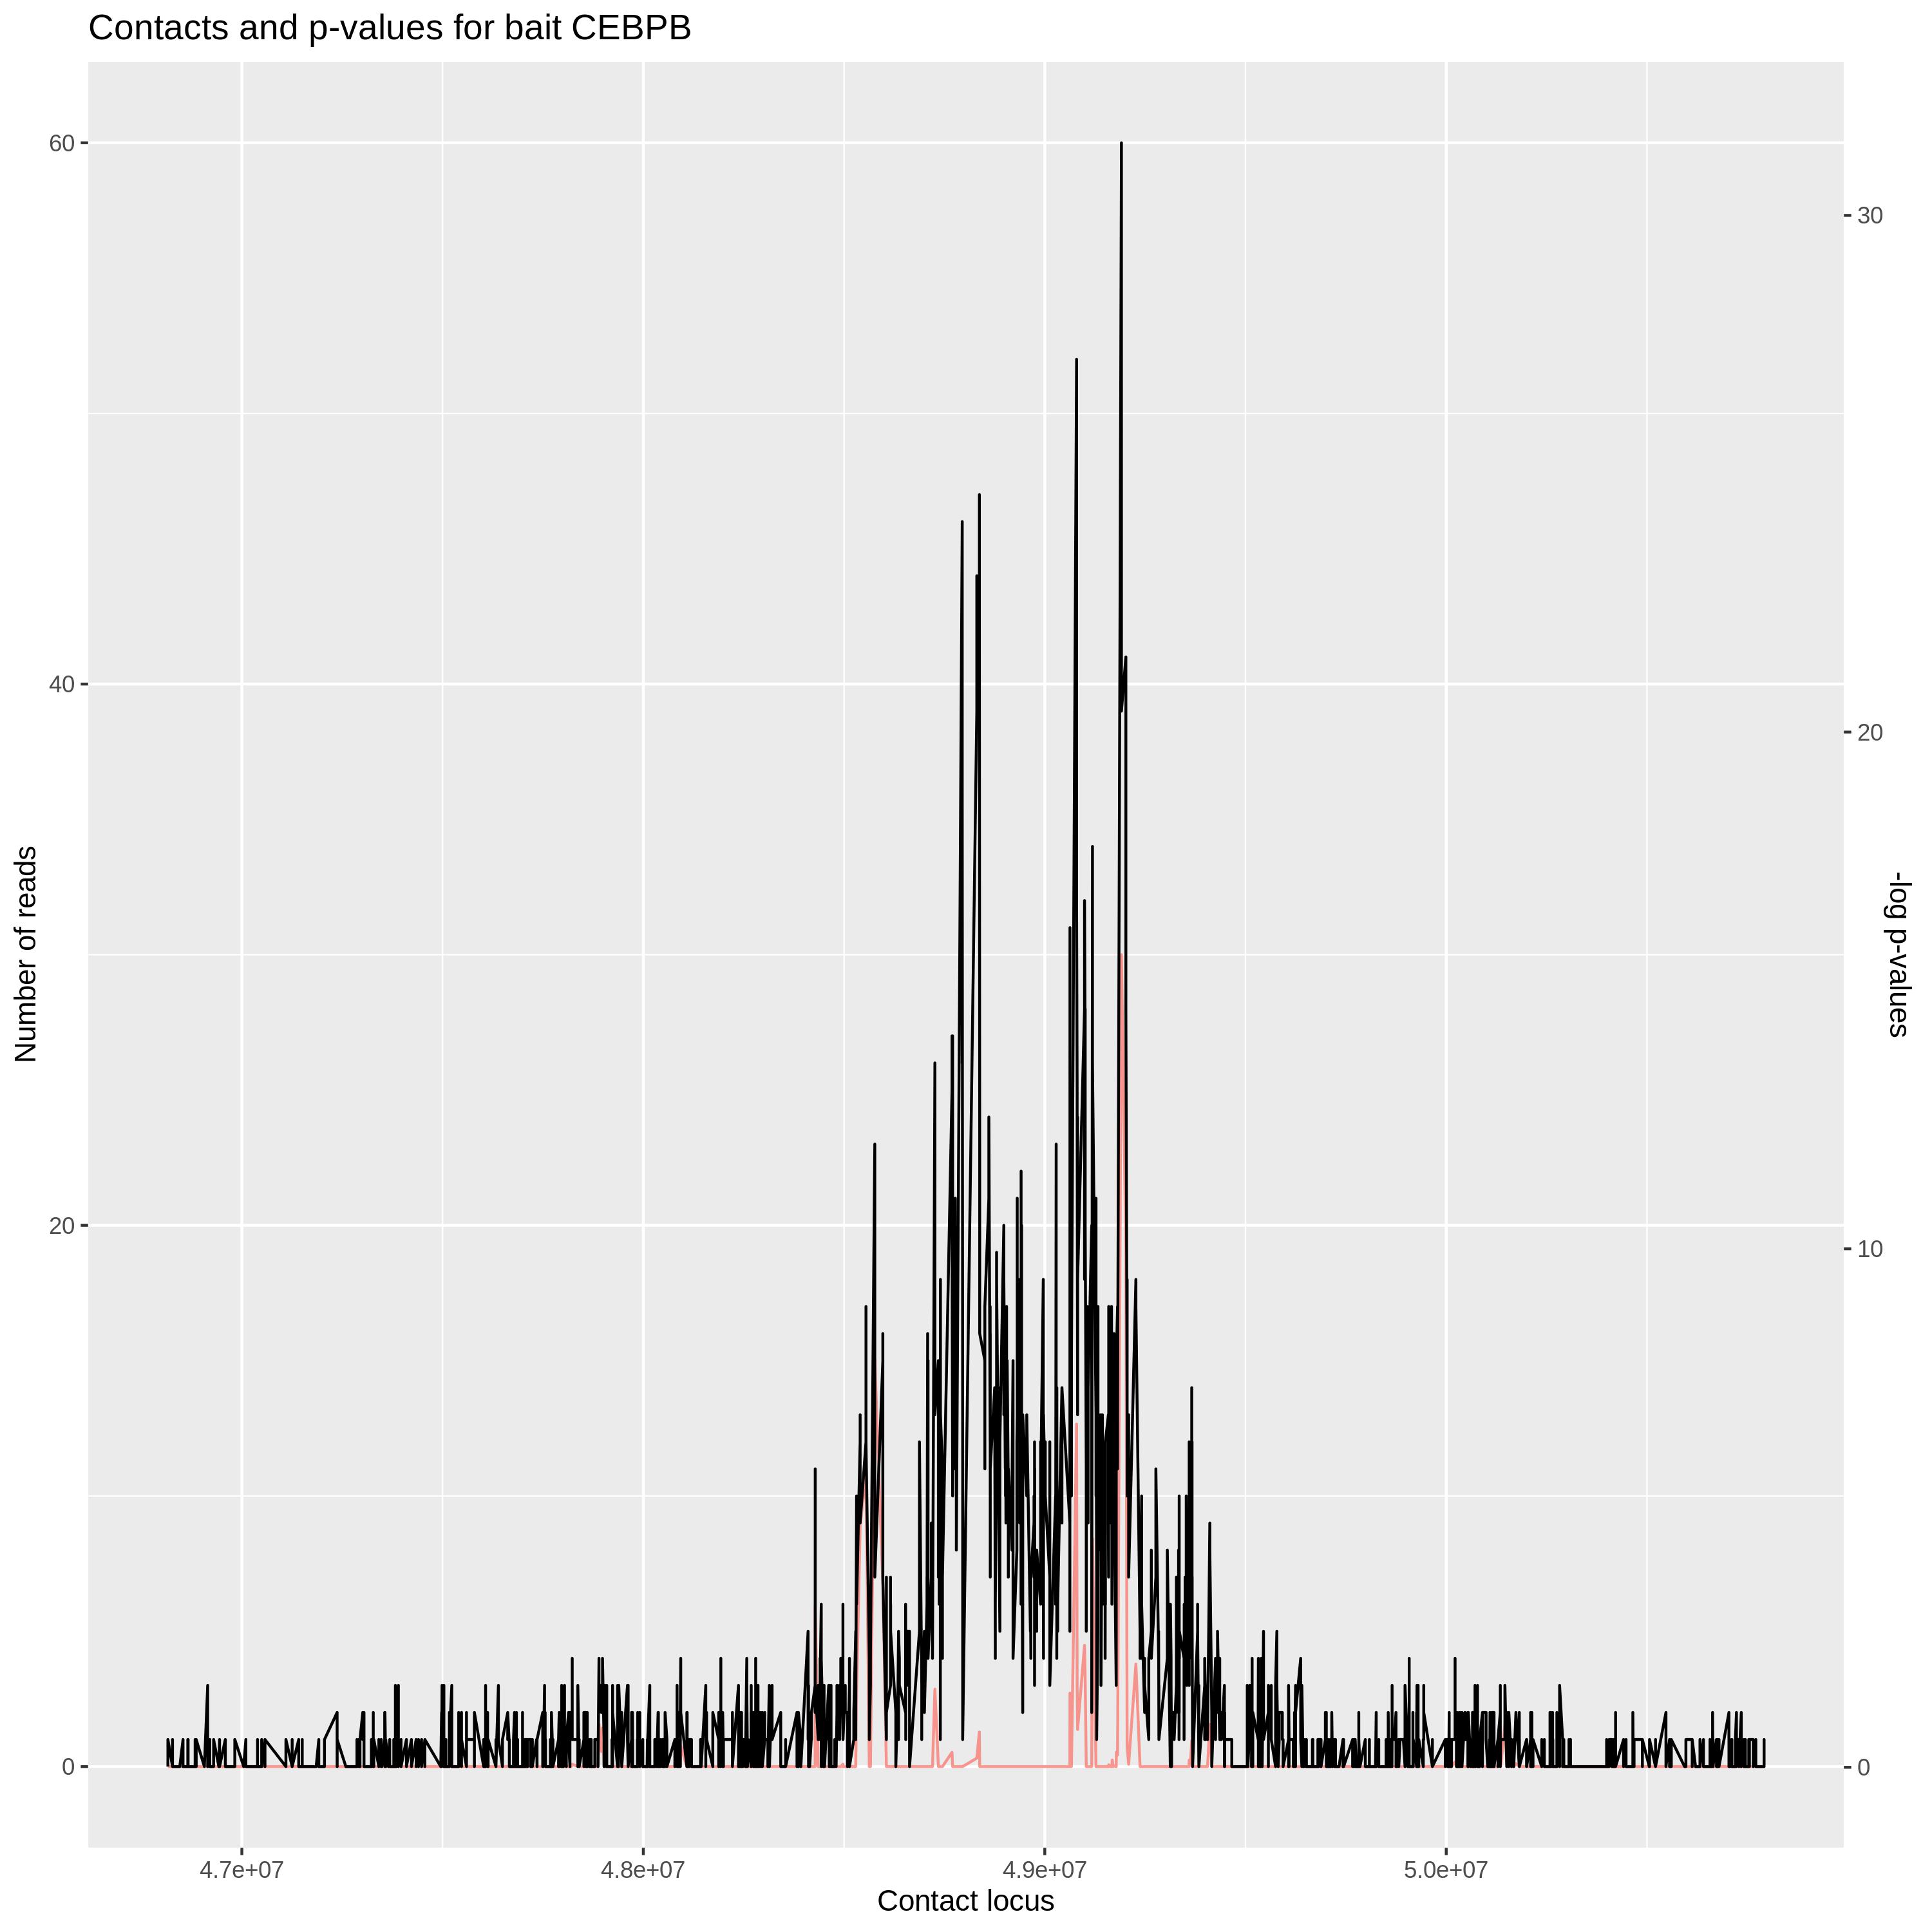 Contacts and p-values for bait CEBPB
60
40
20
0
Number of reads
30
20
10
0
-log p-values
4.7e+07 4.8e+07 4.9e+07 5.0e+07
Contact locus